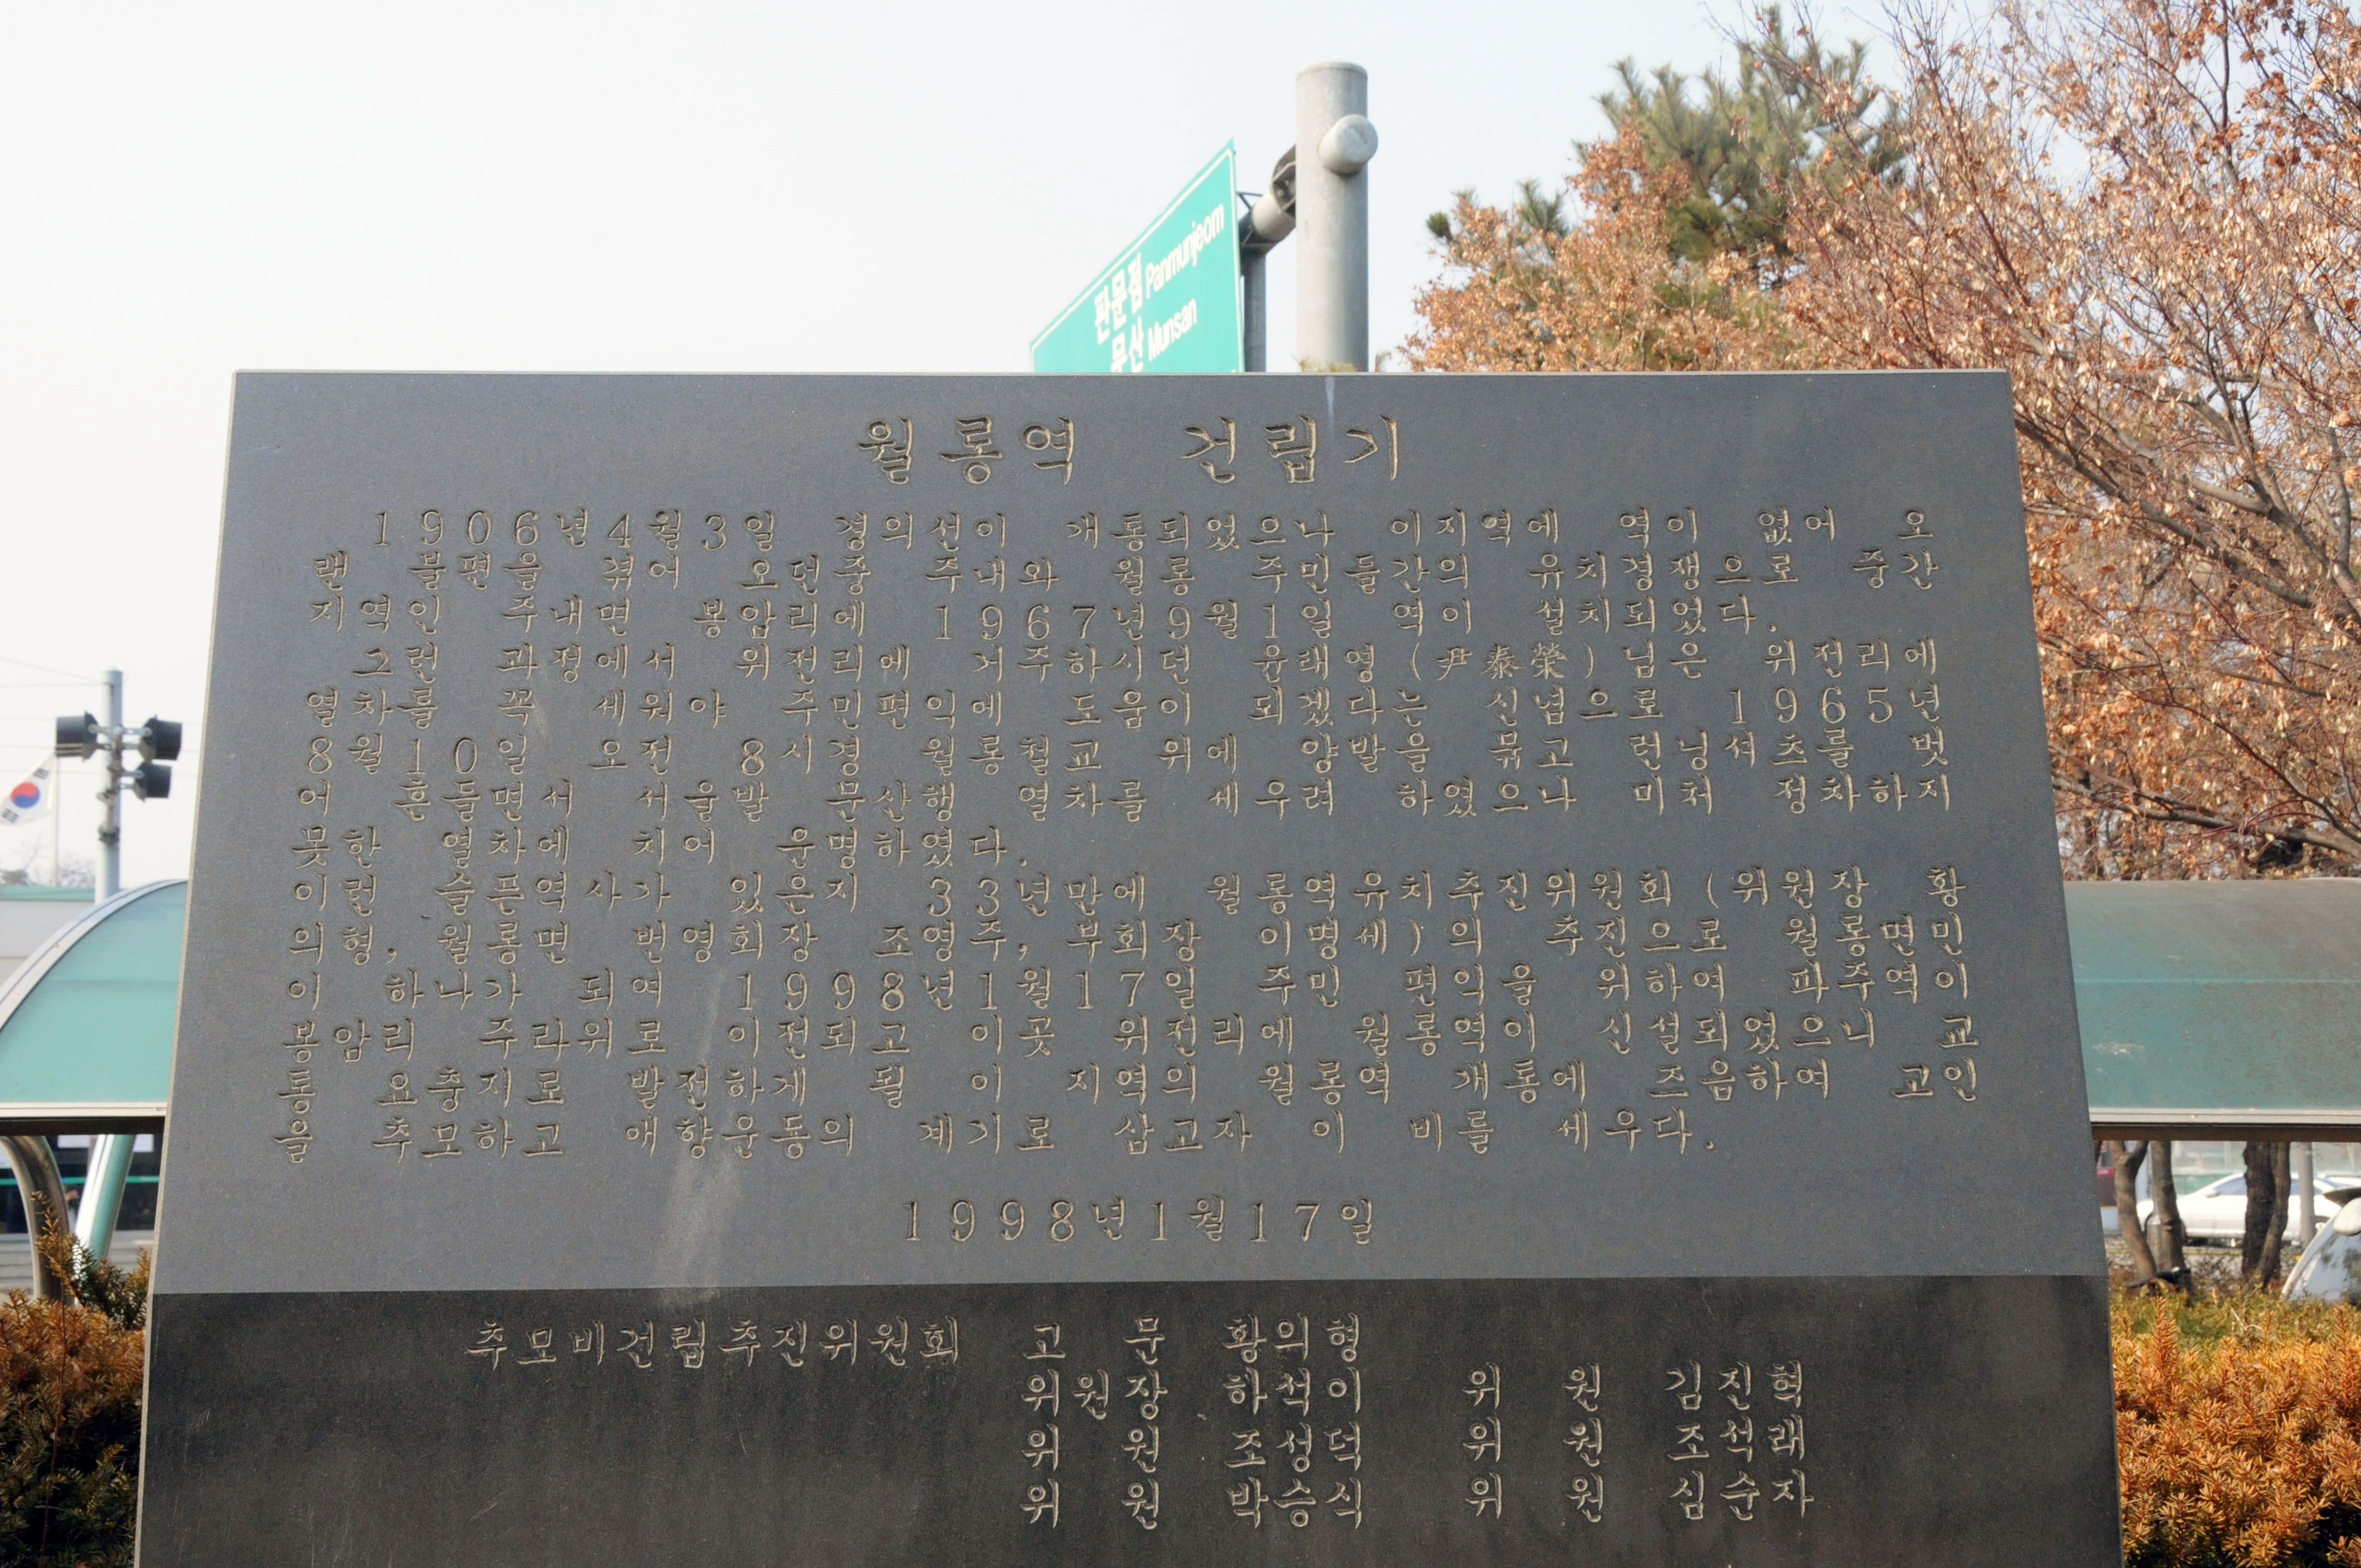 판문점 Panmunjeom
문산 Munsan
월롱역 건립기
1906년4월3일 경의선이 개통되었으나 이지역에 역이 없어 오
랜 불편을 겪어 오던중 주내와 월롱 주민들간의 유치경쟁으로 중간
지역인 주내면 봉암리에 1967년9월1일 역이 설치되었다.
그런 과정에서 위전리에 거주하시던 윤래영(尹泰榮)님은 위전리에
열차를 꼭 세워야 주민편익에 도움이 되겠다는 신념으로 1965년
8월10일 오전 8시경 월롱철교 위에 양발을 묶고 런닝셔츠를 벗
어 흔들면서 서울발 문산행 열차를 세우려 하였으나 미처 정차하지
못한 열차에 치어 운명하였다.
이런 슬픈역사가 있은지 33년만에 월롱역유치추진위원회(위원장 황
의형, 월롱면 번영회장 조영주, 부회장 이명세)의 추진으로 월롱면민
이 하나가 되여 1998년1월17일 주민 편익을 위하여 파주역이
봉암리 주라위로 이전되고 이곳 위전리에 월롱역이 신설되었으니 교
통 요충지로 발전하게 될 이 지역의 월롱역 개통에 즈음하여 고인
을 추모하고 애향운동의 계기로 삼고자 이 비를 세우다.
1998년1월17일
추모비건립추진위원회 고 문 황의형
위원장 하석이 위 원 김진혁
위 원 조성덕 위 원 조석래
위 원 박승식 위 원 심순자